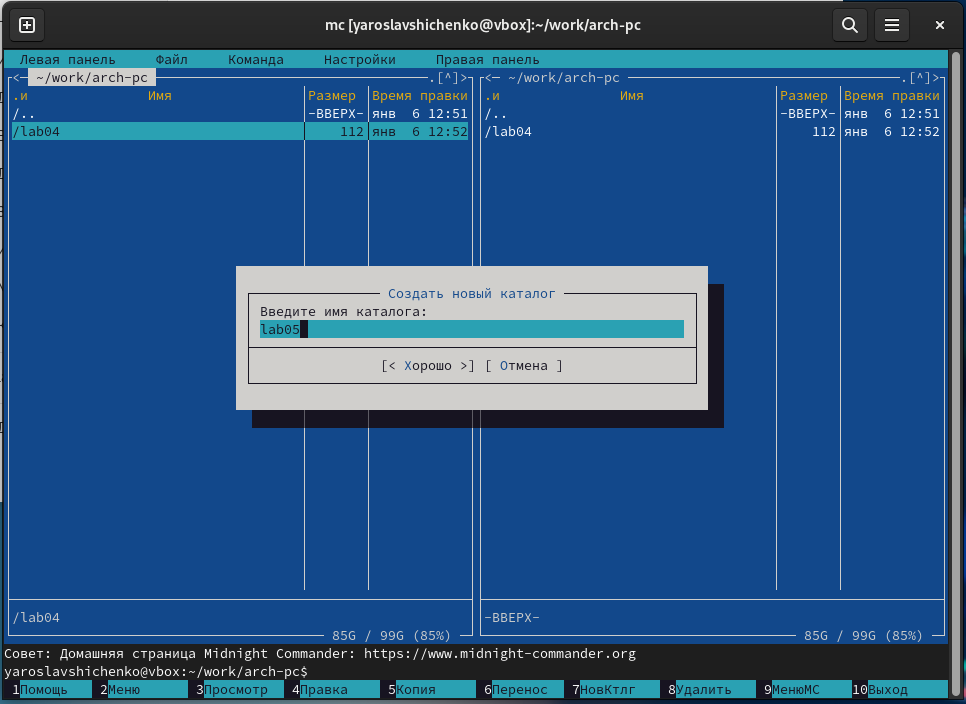 mc [yaroslavshichenko@vbox]:~/work/arch-pc
Левая панель Файл Команда Настройки Правая панель
<— ~/work/arch-pc .[^]> <— ~/work/arch-pc .[^]>
.и Имя Размер Время правки .и Имя Размер Время правки
/.. -ВВЕРХ- янв 6 12:51 /.. -ВВЕРХ- янв 6 12:51
/lab04 112 янв 6 12:52 /lab04 112 янв 6 12:52
Создать новый каталог
Введите имя каталога:
lab05
[< Хорошо >] [ Отмена ]
/lab04 -ВВЕРХ-
85G / 99G (85%) 85G / 99G (85%)
Совет: Домашняя страница Midnight Commander: https://www.midnight-commander.org
yaroslavshichenko@vbox:~/work/arch-pc$
1Помощь 2Меню 3Просмотр 4Правка 5Копия 6Перенос 7НовКтлг 8Удалить 9МенюMC 10Выход